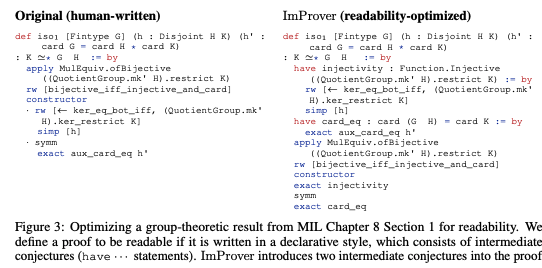 Original (human-written)
def iso₁ [Fintype G] (h : Disjoint H K) (h' :
card G = card H * card K)
: K ≃* G H := by
apply MulEquiv.ofBijective
((QuotientGroup.mk' H).restrict K)
rw [bijective_iff_injective_and_card]
constructor
· rw [← ker_eq_bot_iff, (QuotientGroup.mk'
H).ker_restrict K]
simp [h]
· symm
exact aux_card_eq h'
ImProver (readability-optimized)
def iso₁ [Fintype G] (h : Disjoint H K) (h' :
card G = card H * card K)
: K ≃* G H := by
have injectivity : Function.Injective
((QuotientGroup.mk' H).restrict K) := by
rw [← ker_eq_bot_iff, (QuotientGroup.mk'
H).ker_restrict K]
simp [h]
have card_eq : card (G H) = card K := by
exact aux_card_eq h'
apply MulEquiv.ofBijective
((QuotientGroup.mk' H).restrict K)
rw [bijective_iff_injective_and_card]
constructor
exact injectivity
symm
exact card_eq
Figure 3: Optimizing a group-theoretic result from MIL Chapter 8 Section 1 for readability. We
define a proof to be readable if it is written in a declarative style, which consists of intermediate
conjectures (have ··· statements). ImProver introduces two intermediate conjectures into the proof